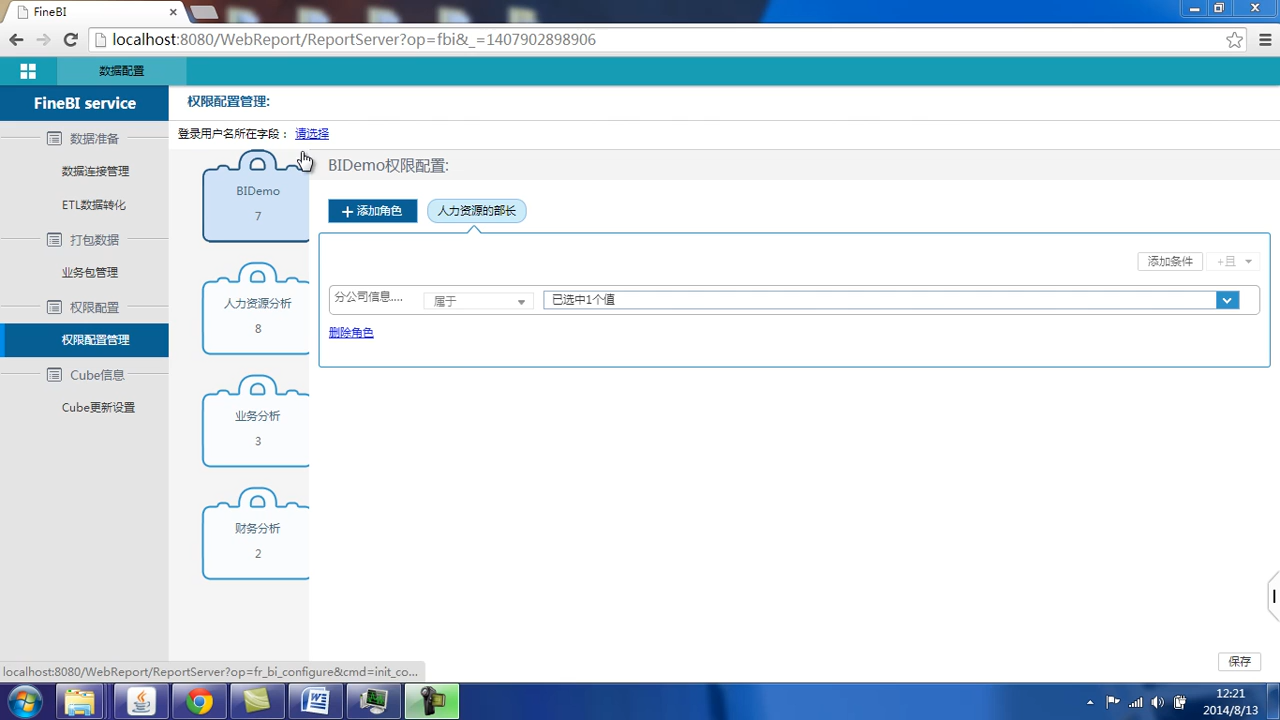 FineBI
localhost:8080/WebReport/ReportServer?op=fbi&_=1407902898906
数据配置
FineBI service
权限配置管理:
数据准备
登录用户名所在字段： 请选择
数据连接管理
BIDemo权限配置:
BIDemo
7
ETL数据转化
添加角色
人力资源的部长
打包数据
业务包管理
添加条件
+且
人力资源分析
8
分公司信息....
属于
已选中1个值
权限配置
权限配置管理
删除角色
Cube信息
Cube更新设置
业务分析
3
财务分析
2
保存
localhost:8080/WebReport/ReportServer?op=fr_bi_configure&cmd=init_co...
12:21
2014/8/13